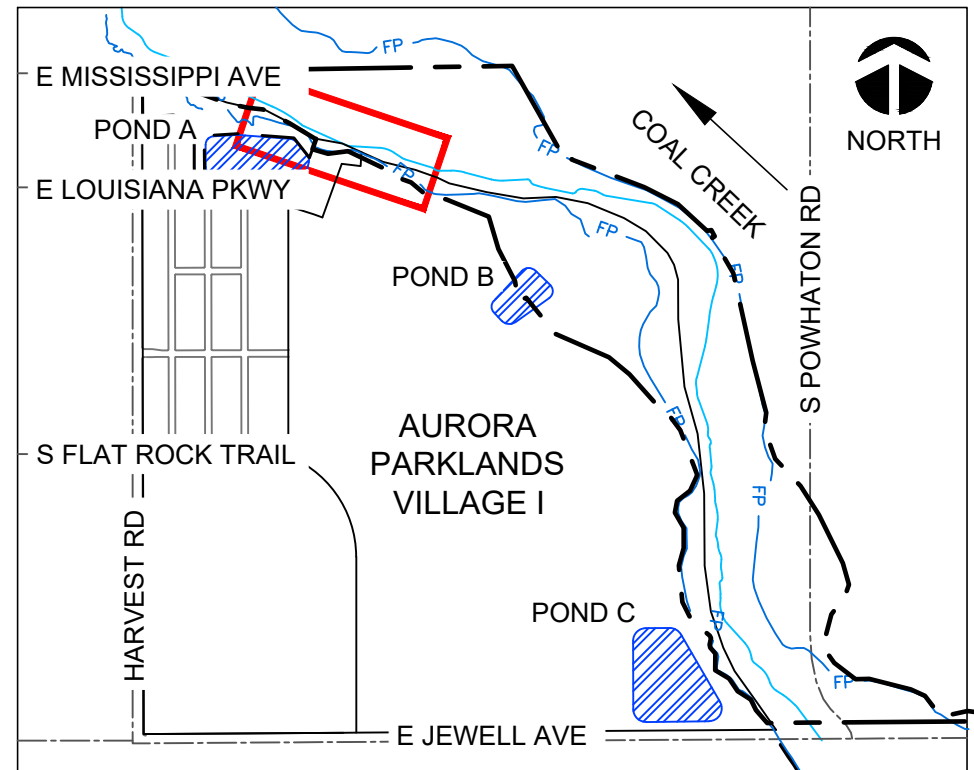 FP
E MISSISSIPPI AVE
POND A
NORTH
COAL CREEK
FP
E LOUISIANA PKWY
FP
FP
POND B
FP
S POWHATON RD
FP
AURORA
PARKLANDS
VILLAGE I
S FLAT ROCK TRAIL
FP
HARVEST RD
POND C
FP
FP
E JEWELL AVE